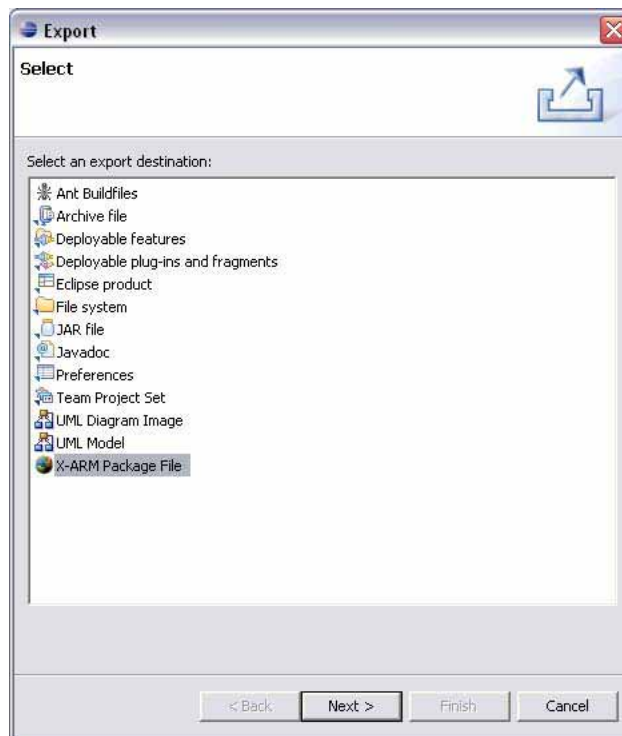 Export
Select
Select an export destination:
Ant Buildfiles
Archive file
Deployable features
Deployable plug-ins and fragments
Eclipse product
File system
JAR file
Javadoc
Preferences
Team Project Set
UML Diagram Image
UML Model
X-ARM Package File
< Back Next > Finish Cancel